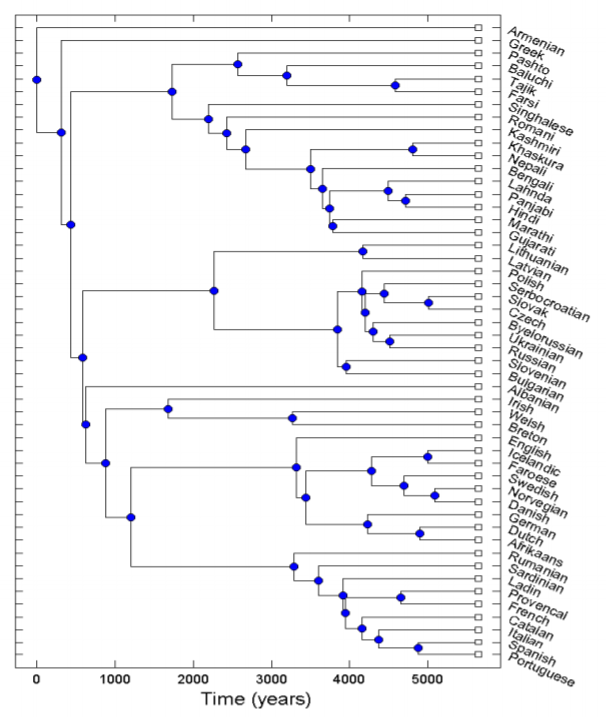 Armenian
Greek
Pashto
Baluchi
Tajik
Farsi
Singhalese
Romani
Kashmiri
Khaskura
Nepali
Bengali
Lahnda
Panjabi
Hindi
Marathi
Gujarati
Lithuanian
Latvian
Polish
Serbocroatian
Slovak
Czech
Byelorussian
Ukrainian
Russian
Slovenian
Bulgarian
Albanian
Irish
Welsh
Breton
English
Icelandic
Faroese
Swedish
Norvegian
Danish
German
Dutch
Afrikaans
Rumanian
Sardinian
Ladin
Provencal
French
Catalan
Italian
Spanish
Portuguese
0 1000 2000 3000 4000 5000
Time (years)